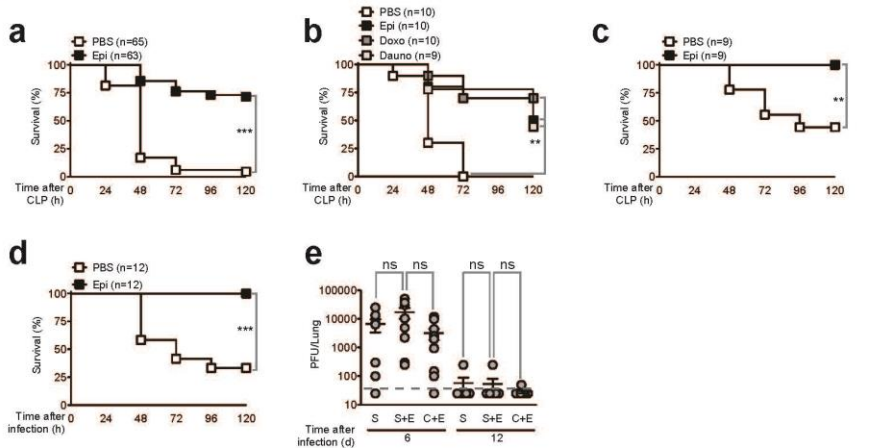 a
PBS (n=65)
Epi (n=63)
Survival (%)
100
75
50
25
0
***
Time after
CLP (h)
0 24 48 72 96 120
b
PBS (n=10)
Epi (n=10)
Doxo (n=10)
Dauno (n=9)
Survival (%)
100
75
50
25
0
**
Time after
CLP (h)
0 24 48 72 96 120
c
PBS (n=9)
Epi (n=9)
Survival (%)
100
75
50
25
0
**
Time after
CLP (h)
0 24 48 72 96 120
d
PBS (n=12)
Epi (n=12)
Survival (%)
100
75
50
25
0
***
Time after
infection (h)
0 24 48 72 96 120
e
ns ns ns ns
PFU/Lung
100000
10000
1000
100
10
S S+E C+E S S+E C+E
Time after
infection (d)
6 12